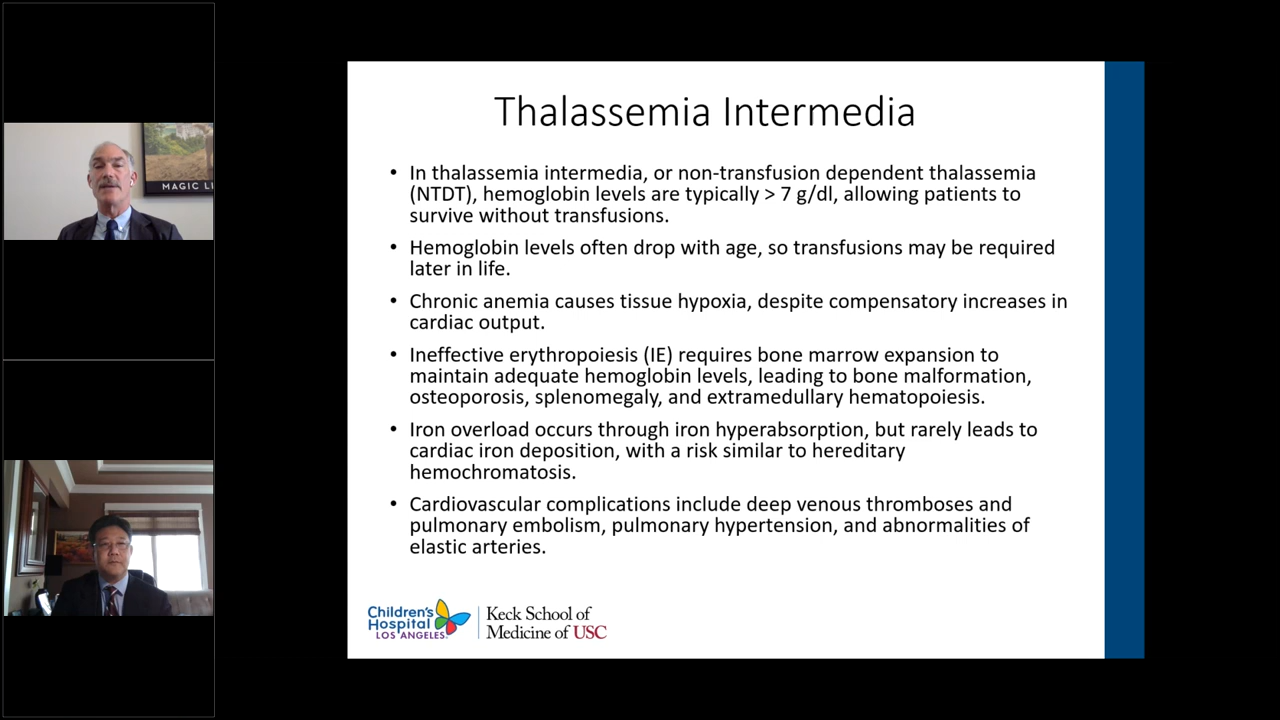 MAGIC LI
Thalassemia Intermedia
• In thalassemia intermedia, or non-transfusion dependent thalassemia
(NTDT), hemoglobin levels are typically > 7 g/dl, allowing patients to
survive without transfusions.
• Hemoglobin levels often drop with age, so transfusions may be required
later in life.
• Chronic anemia causes tissue hypoxia, despite compensatory increases in
cardiac output.
• Ineffective erythropoiesis (IE) requires bone marrow expansion to
maintain adequate hemoglobin levels, leading to bone malformation,
osteoporosis, splenomegaly, and extramedullary hematopoiesis.
• Iron overload occurs through iron hyperabsorption, but rarely leads to
cardiac iron deposition, with a risk similar to hereditary
hemochromatosis.
• Cardiovascular complications include deep venous thromboses and
pulmonary embolism, pulmonary hypertension, and abnormalities of
elastic arteries.
Children's
Hospital
LOS ANGELES
Keck School of
Medicine of USC